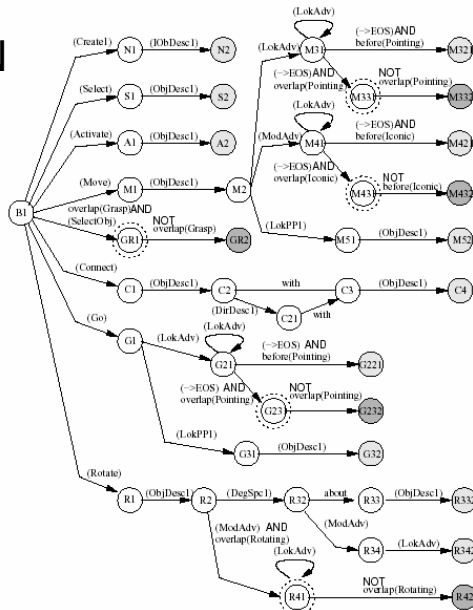 N
(Create1) N1 (IObDesc1) N2
(Select) S1 (ObjDesc1) S2
(Activate) A1 (ObjDesc1) A2
(Move) M1 (ObjDesc1) M2
B1
overlap(Grasp)AND
(SelectObj) GR1
NOT
overlap(Grasp) GR2
(LokAdv)
(LokAdv) M31 (->EOS)AND
before(Pointing) M321
(->EOS)AND
overlap(Pointing) M331
NOT
overlap(Pointing) M332
(LokAdv)
(ModAdv) M41 (->EOS)AND
before(Iconic) M421
(->EOS)AND
overlap(Iconic) M431
NOT
before(Iconic) M432
(LokPP1) M51 (ObjDesc1) M52
(Connect) C1 (ObjDesc1) C2 with C3 (ObjDesc1) C4
(DirDesc1) C21 with
(Go) G1
(LokAdv)
(LokAdv) G21 (->EOS) AND
before(Pointing) G221
(->EOS) AND
overlap(Pointing) G23
NOT
overlap(Pointing) G232
(LokPP1) G31 (ObjDesc1) G32
(Rotate) R1 (ObjDesc1) R2 (DegSpc1) R32 about R33 (ObjDesc1) R332
(ModAdv) R34 (LokAdv) R342
(ModAdv) AND
overlap(Rotating)
(LokAdv)
R41 NOT
overlap(Rotating) R42